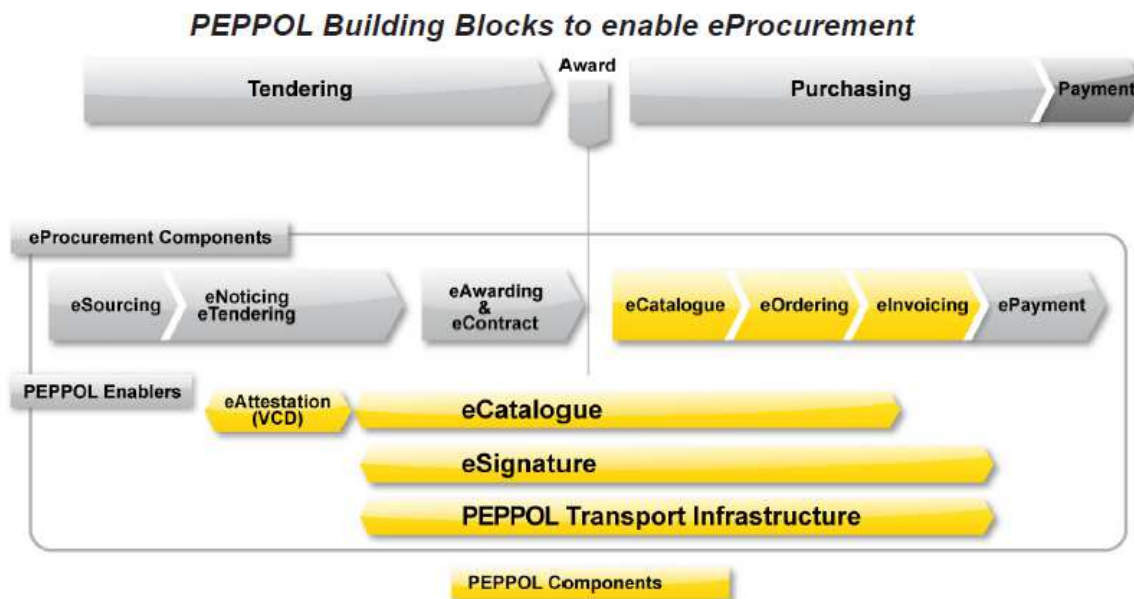 PEPPOL Building Blocks to enable eProcurement
Award
Tendering
Purchasing
Payment
eProcurement Components
eSourcing
eNoticing
eTendering
eAwarding
&
eContract
eCatalogue
eOrdering
eInvoicing
ePayment
PEPPOL Enablers
eAttestation
(VCD)
eCatalogue
eSignature
PEPPOL Transport Infrastructure
PEPPOL Components